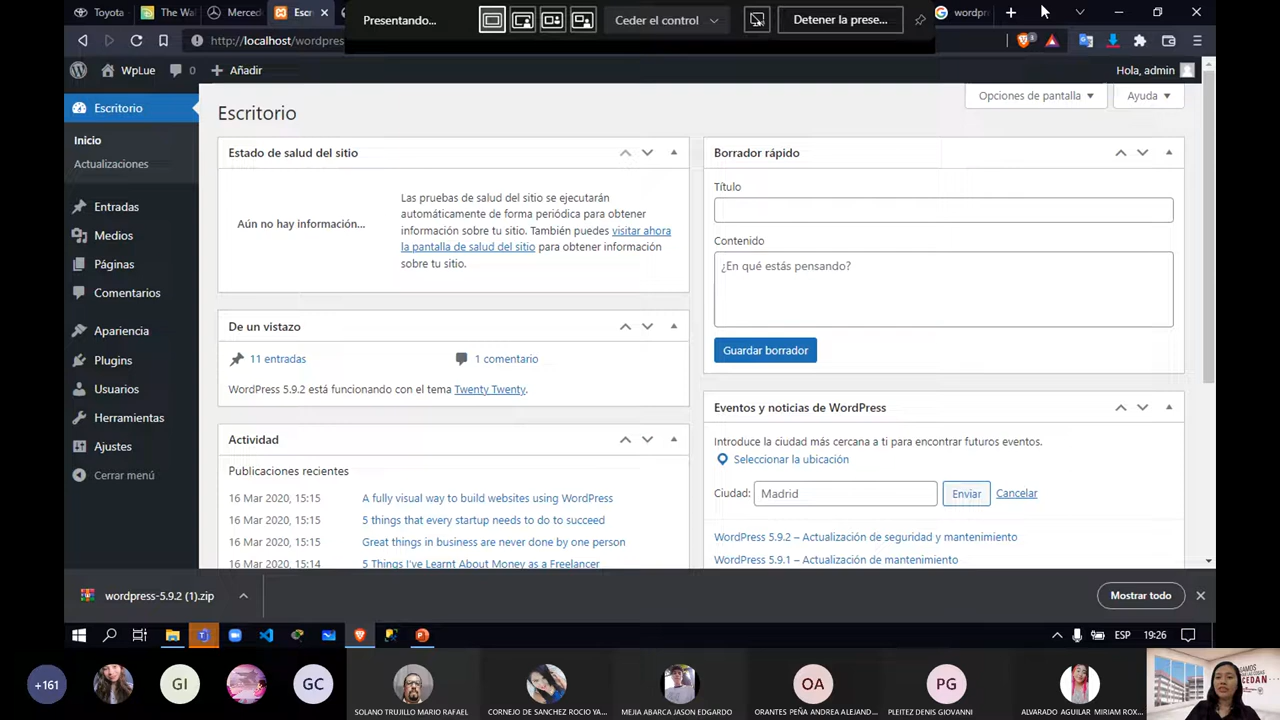 Toyota
The Wa
Mercede
Escri
Presentando...
Ceder el control
Detener la prese...
wordpr
http://localhost/wordpres
WpLue
0
Añadir
Hola, admin
Escritorio
Inicio
Actualizaciones
Entradas
Medios
Páginas
Comentarios
Apariencia
Plugins
Usuarios
Herramientas
Ajustes
Cerrar menú
Escritorio
Opciones de pantalla
Ayuda
Estado de salud del sitio
Aún no hay información...
Las pruebas de salud del sitio se ejecutarán
automáticamente de forma periódica para obtener
información sobre tu sitio. También puedes visitar ahora
la pantalla de salud del sitio para obtener información
sobre tu sitio.
De un vistazo
11 entradas
1 comentario
WordPress 5.9.2 está funcionando con el tema Twenty Twenty.
Actividad
Publicaciones recientes
16 Mar 2020, 15:15 A fully visual way to build websites using WordPress
16 Mar 2020, 15:15 5 things that every startup needs to do to succeed
16 Mar 2020, 15:15 Great things in business are never done by one person
16 Mar 2020, 15:14 5 Things I've Learnt About Money as a Freelancer
Borrador rápido
Título
Contenido
¿En qué estás pensando?
Guardar borrador
Eventos y noticias de WordPress
Introduce la ciudad más cercana a ti para encontrar futuros eventos.
Seleccionar la ubicación
Ciudad: Madrid Enviar Cancelar
WordPress 5.9.2 – Actualización de seguridad y mantenimiento
WordPress 5.9.1 – Actualización de mantenimiento
wordpress-5.9.2 (1).zip
Mostrar todo
ESP
19:26
+161
GI
GC
OA
PG
SOLANO TRUJILLO MARIO RAFAEL
CORNEJO DE SANCHEZ ROCIO YA...
MEJIA ABARCA JASON EDGARDO
ORANTES PEÑA ANDREA ALEJAND...
PLEITEZ DENIS GIOVANNI
ALVARADO AGUILAR MIRIAM ROX...